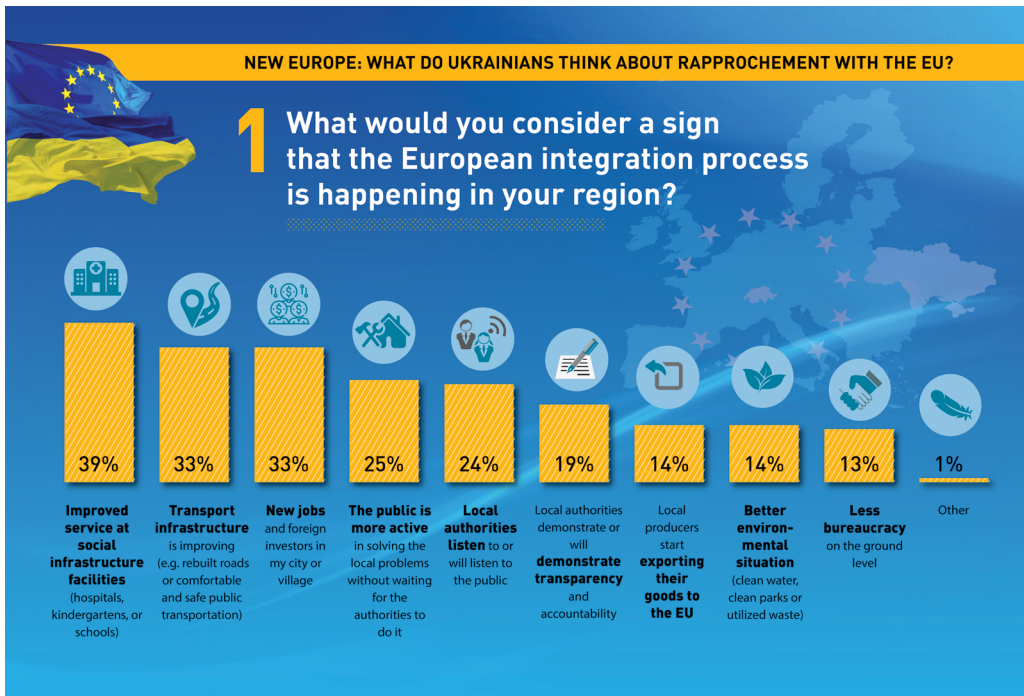 NEW EUROPE: WHAT DO UKRAINIANS THINK ABOUT RAPPROCHEMENT WITH THE EU?
1
What would you consider a sign
that the European integration process
is happening in your region?
39%
33%
33%
25%
24%
19%
14%
14%
13%
1%
Improved
service at
social
infrastructure
facilities
(hospitals,
kindergartens, or
schools)
Transport
infrastructure
is improving
(e.g. rebuilt roads
or comfortable
and safe public
transportation)
New jobs
and foreign
investors in
my city or
village
The public is
more active
in solving the
local problems
without waiting
for the
authorities to
do it
Local
authorities
listen to or
will listen to
the public
Local authorities
demonstrate or
will
demonstrate
transparency
and
accountability
Local
producers
start
exporting
their
goods to
the EU
Better
environ-
mental
situation
(clean water,
clean parks or
utilized waste)
Less
bureaucracy
on the ground
level
Other